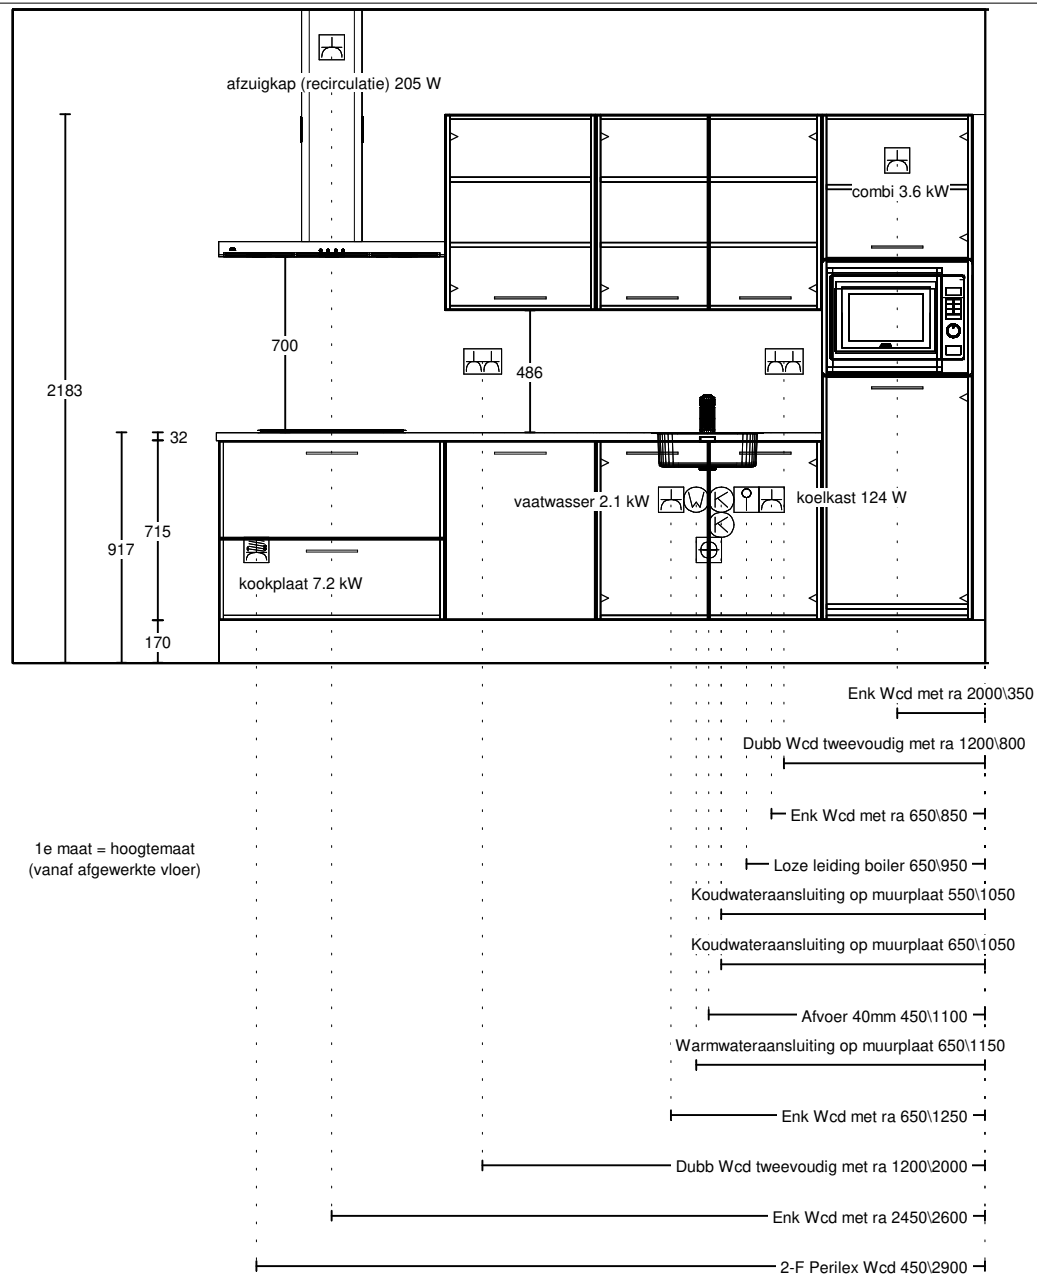 afzuigkap (recirculatie) 205 W
combi 3.6 kW
700
486
2183
32
vaatwasser 2.1 kW
W
K
koelkast 124 W
K
715
917
kookplaat 7.2 kW
170
Enk Wcd met ra 2000\350
Dubb Wcd tweevoudig met ra 1200\800
Enk Wcd met ra 650\850
1e maat = hoogtemaat
(vanaf afgewerkte vloer)
Loze leiding boiler 650\950
Koudwateraansluiting op muurplaat 550\1050
Koudwateraansluiting op muurplaat 650\1050
Afvoer 40mm 450\1100
Warmwateraansluiting op muurplaat 650\1150
Enk Wcd met ra 650\1250
Dubb Wcd tweevoudig met ra 1200\2000
Enk Wcd met ra 2450\2600
2-F Perilex Wcd 450\2900